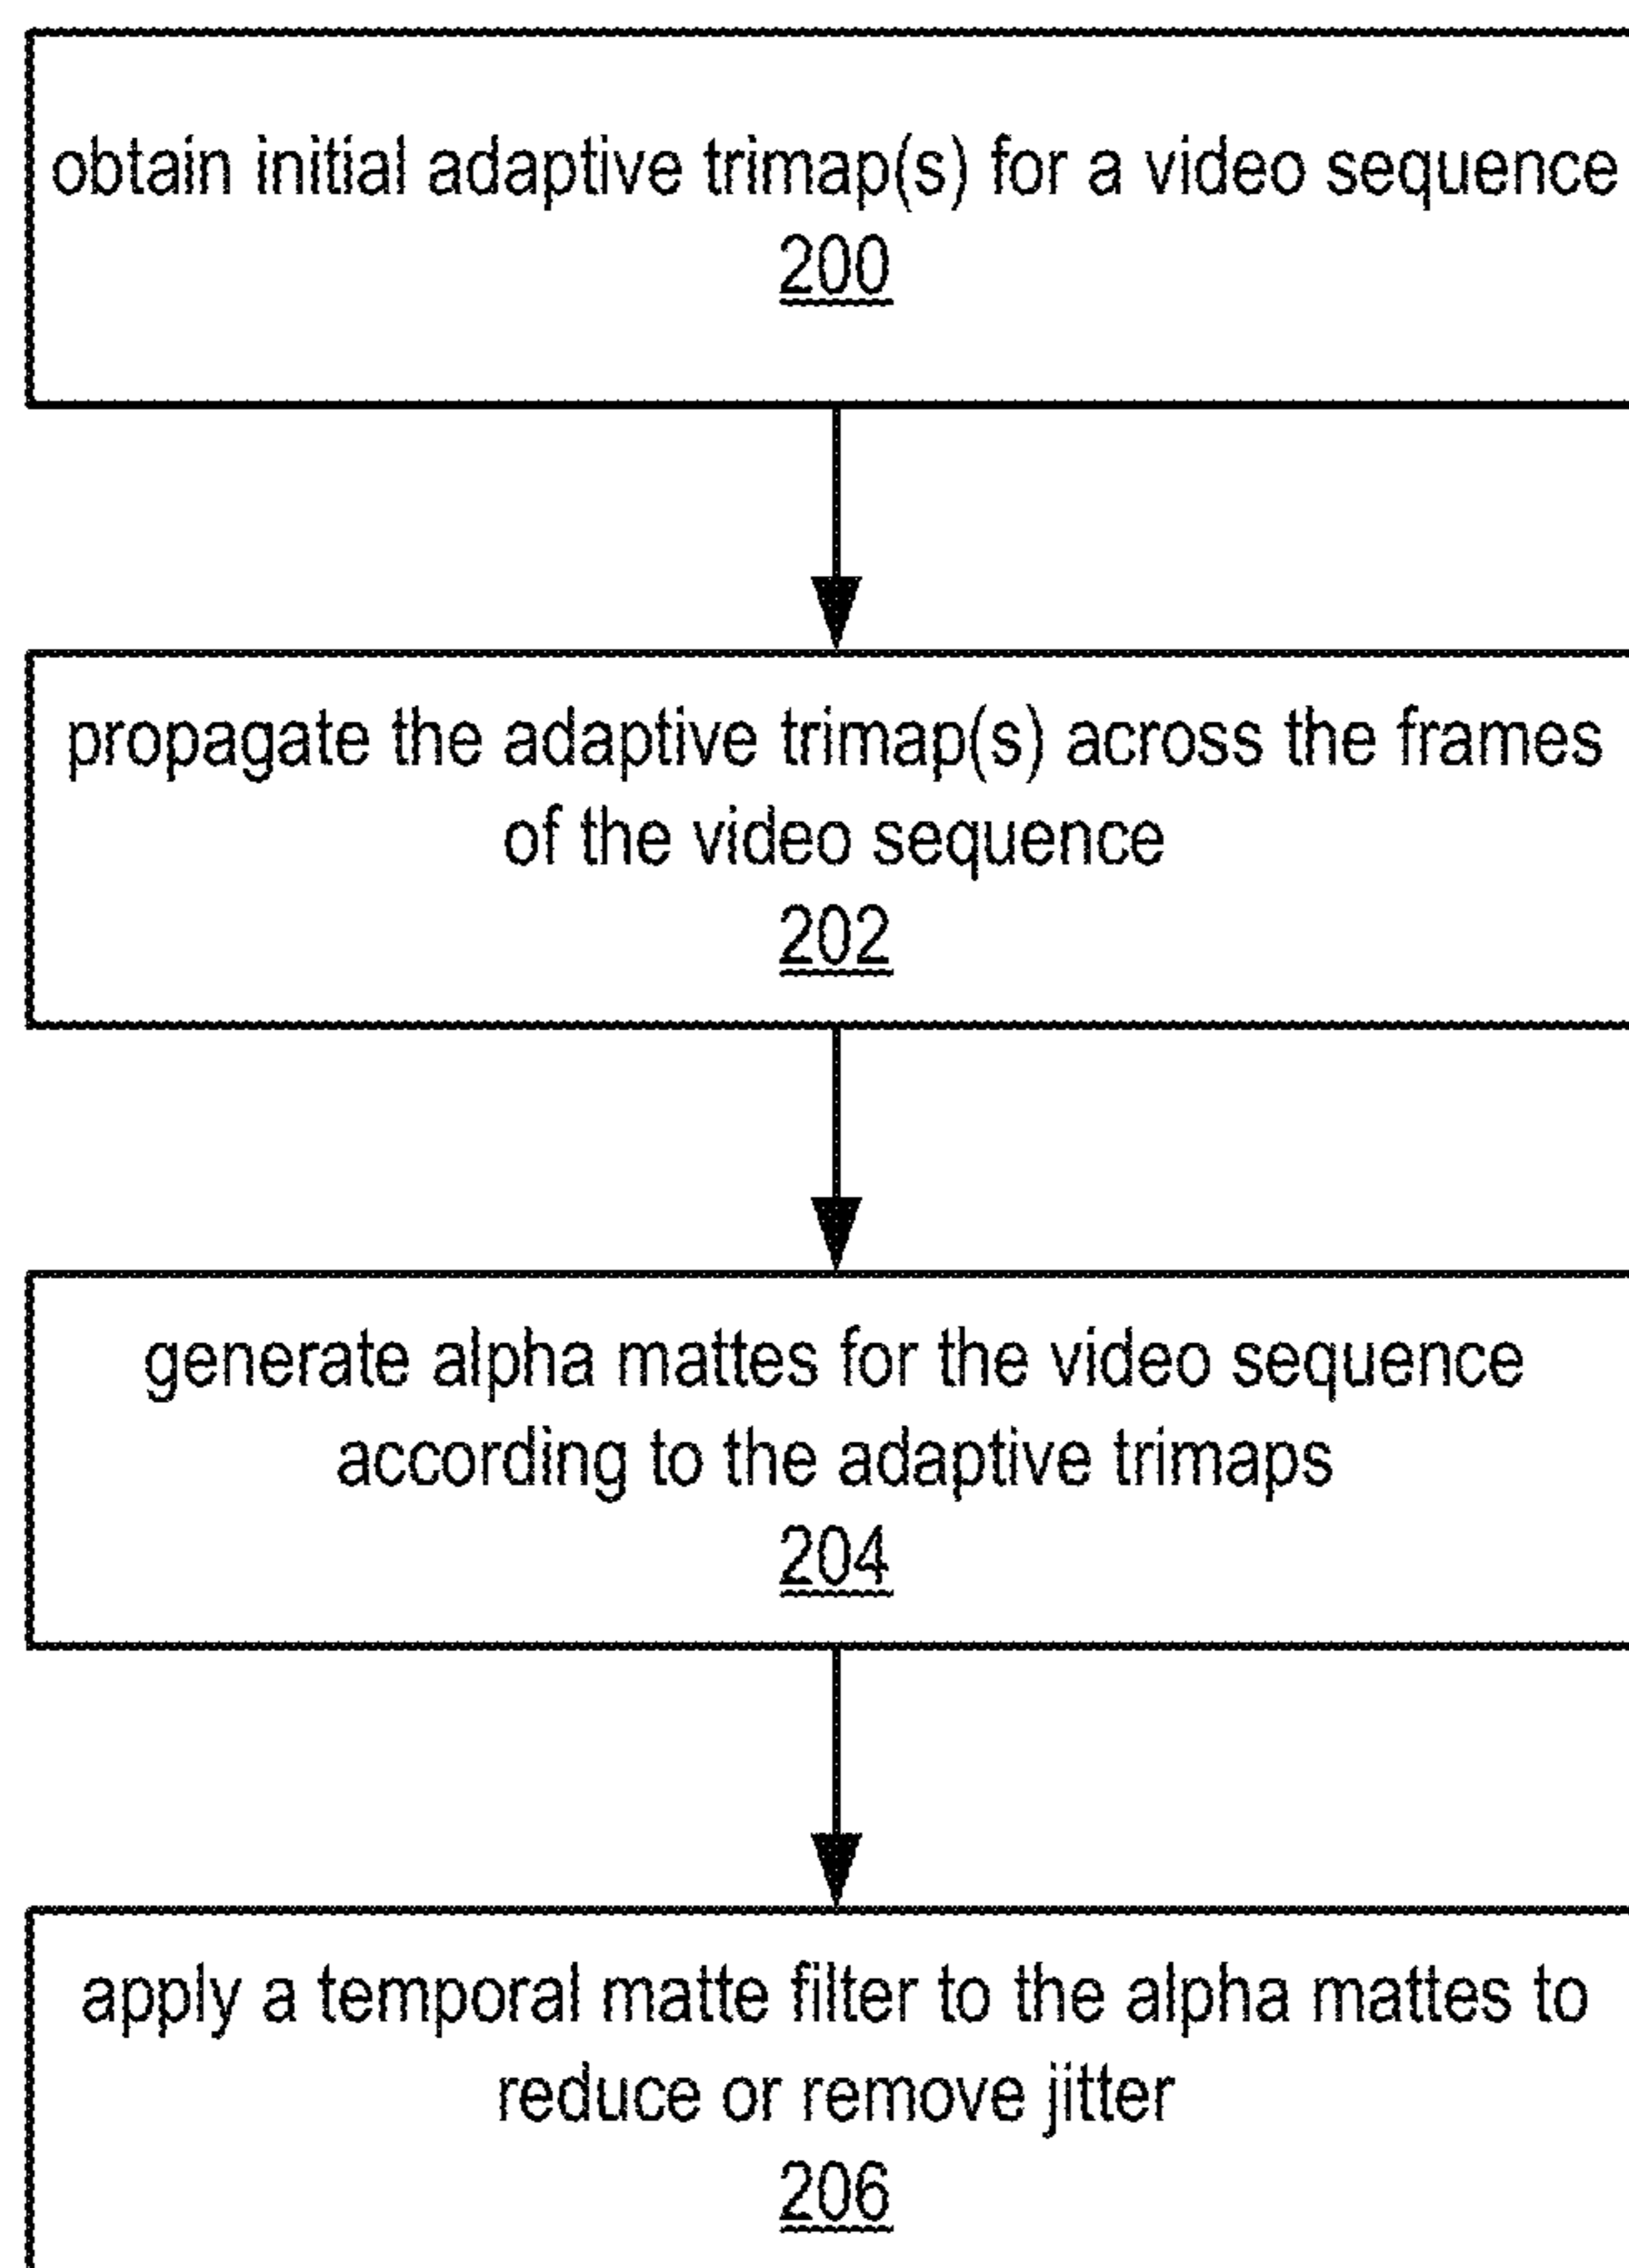 obtain initial adaptive trimap(s) for a video sequence
200
propagate the adaptive trimap(s) across the frames
of the video sequence
202
generate alpha mattes for the video sequence
according to the adaptive trimaps
204
apply a temporal matte filter to the alpha mattes to
reduce or remove jitter
206